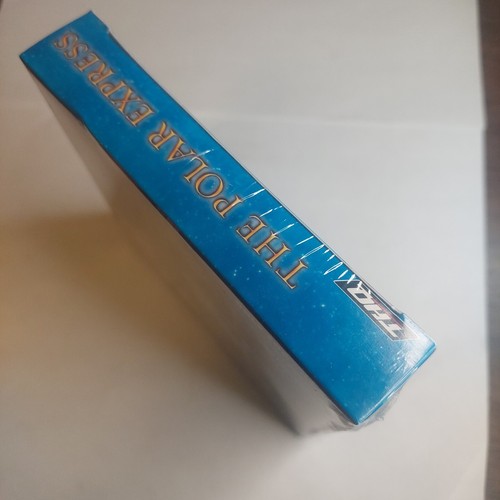 THE POLAR EXPRESS
THQ